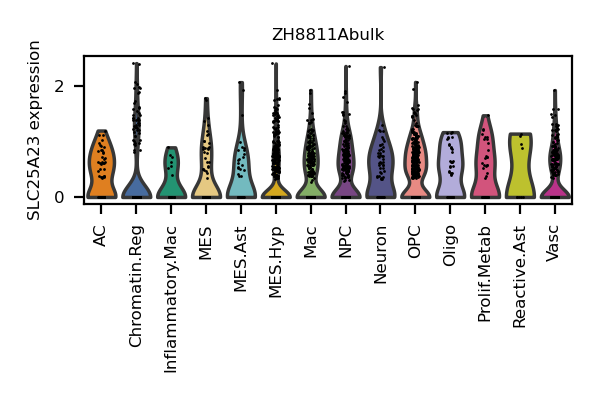 ZH8811Abulk
SLC25A23 expression
2
0
AC
Chromatin.Reg
Inflammatory.Mac
MES
MES.Ast
MES.Hyp
Mac
NPC
Neuron
OPC
Oligo
Prolif.Metab
Reactive.Ast
Vasc